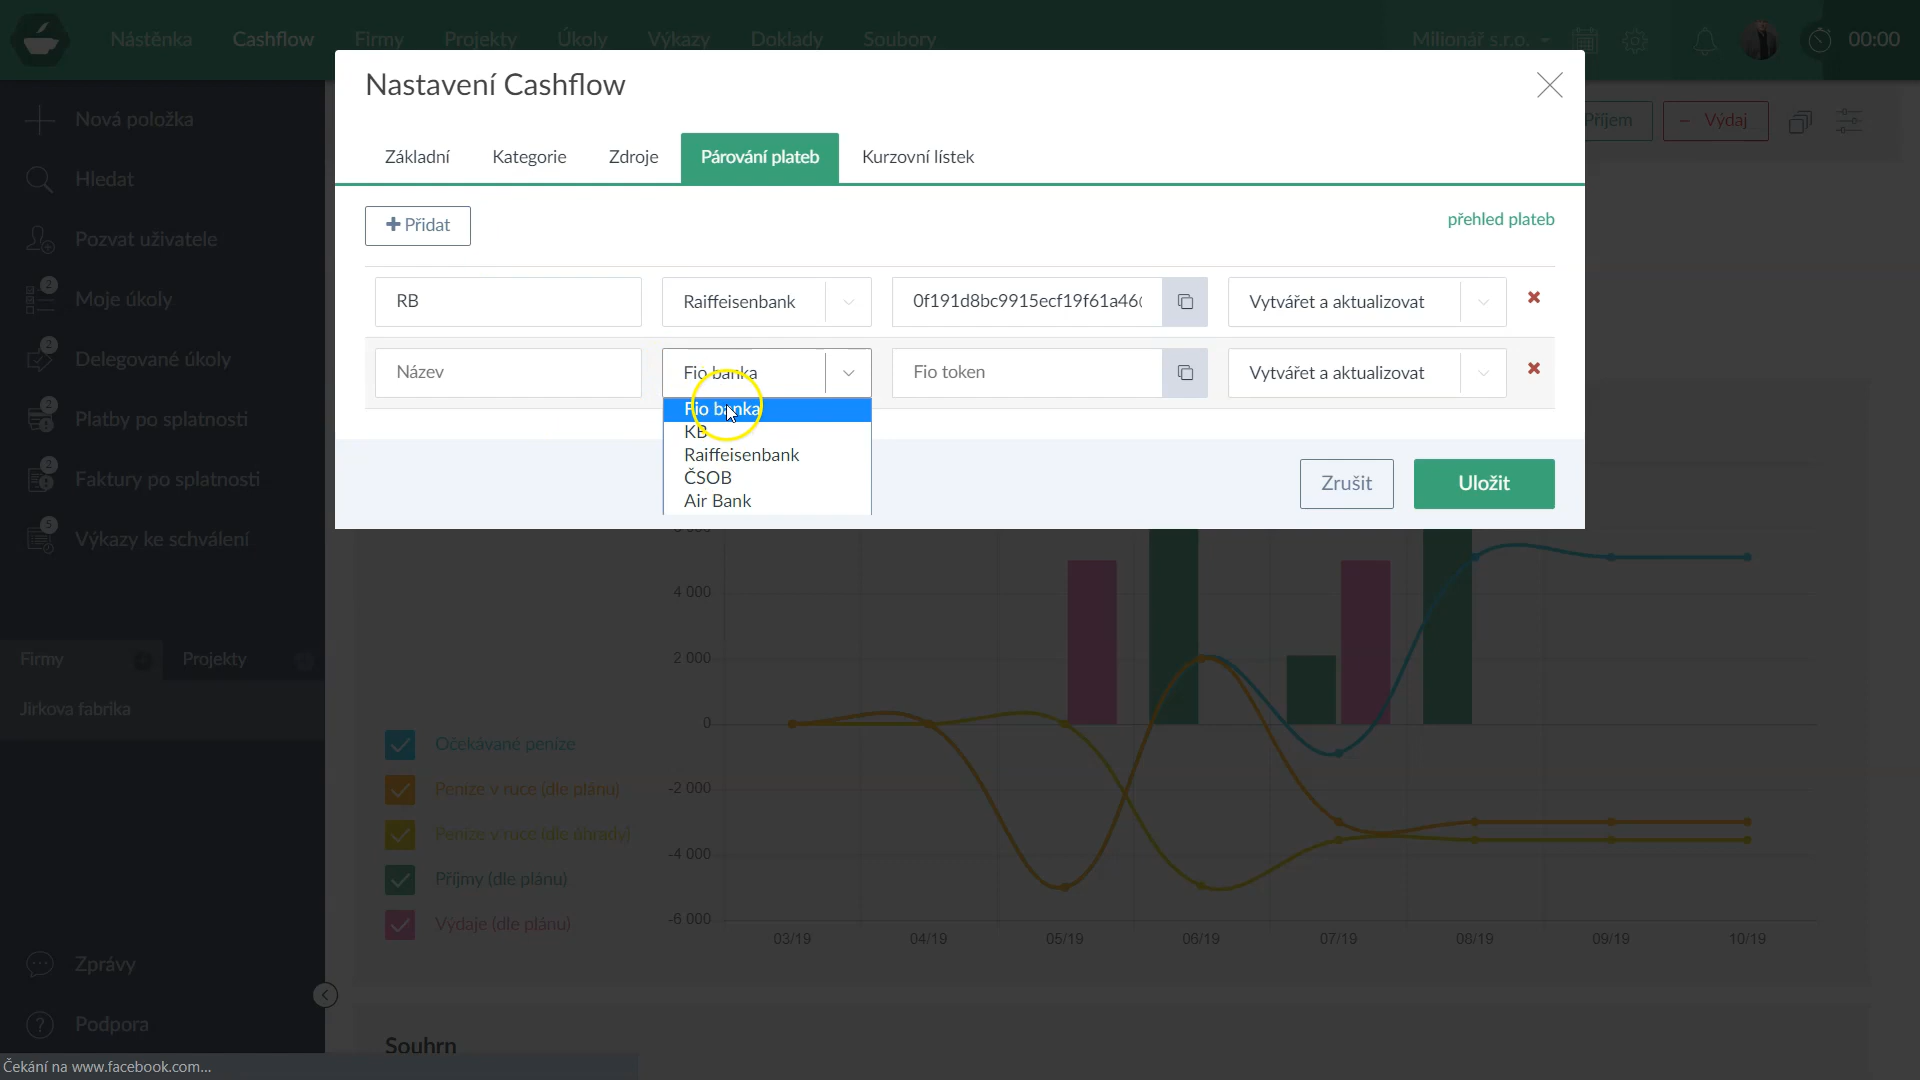 Nástěnka Cashflow Firmy Projekty Úkoly Výkazy Doklady Soubory Milionář s.r.o. 00:00
Nastavení Cashflow
Nová položka
Hledat
Pozvat uživatele
2
Moje úkoly
2
Delegované úkoly
2
Platby po splatnosti
2
Faktury po splatnosti
5
Výkazy ke schválení
Firmy Projekty
Jirkova fabrika
Zprávy
Podpora
Příjem – Výdaj
Základní Kategorie Zdroje Párování plateb Kurzovní lístek
+ Přidat přehled plateb
RB Raiffeisenbank 0f191d8bc9915ecf19f61a46 Vytvářet a aktualizovat
Název Fio banka Fio token Vytvářet a aktualizovat
Fio banka
KB
Raiffeisenbank
ČSOB
Air Bank
Zrušit Uložit
4 000
2 000
0
-2 000
-4 000
-6 000
03/19 04/19 05/19 06/19 07/19 08/19 09/19 10/19
Očekávané peníze
Peníze v ruce (dle plánu)
Peníze v ruce (dle úhrady)
Příjmy (dle plánu)
Výdaje (dle plánu)
Souhrn
Čekání na www.facebook.com...